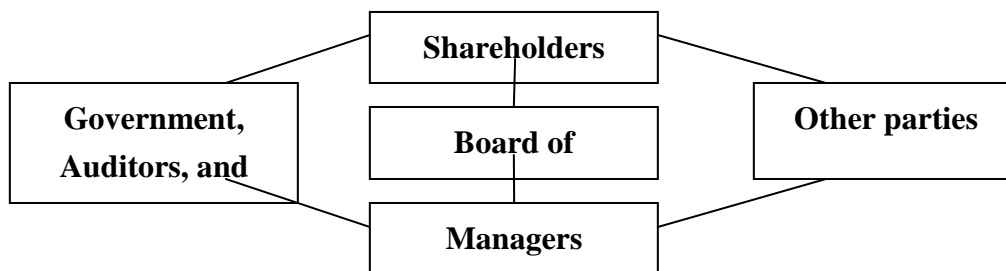 Shareholders
Government,
Auditors, and
Board of
Other parties
Managers